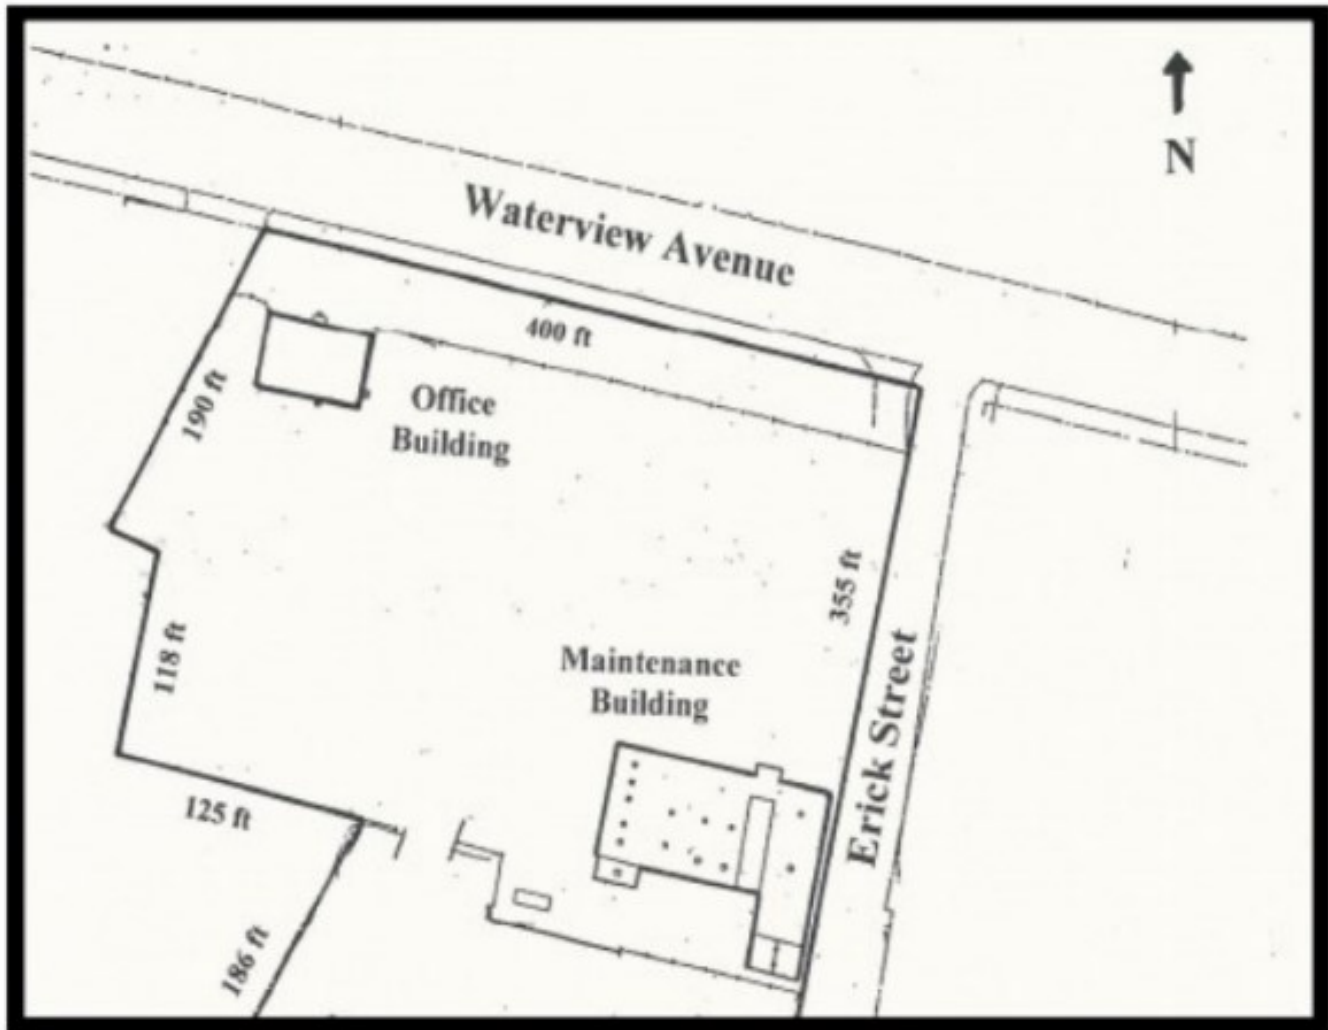 N
Waterview Avenue
400 ft
190 ft
Office
Building
355 ft
118 ft
Maintenance
Building
Erick Street
125 ft
186 ft